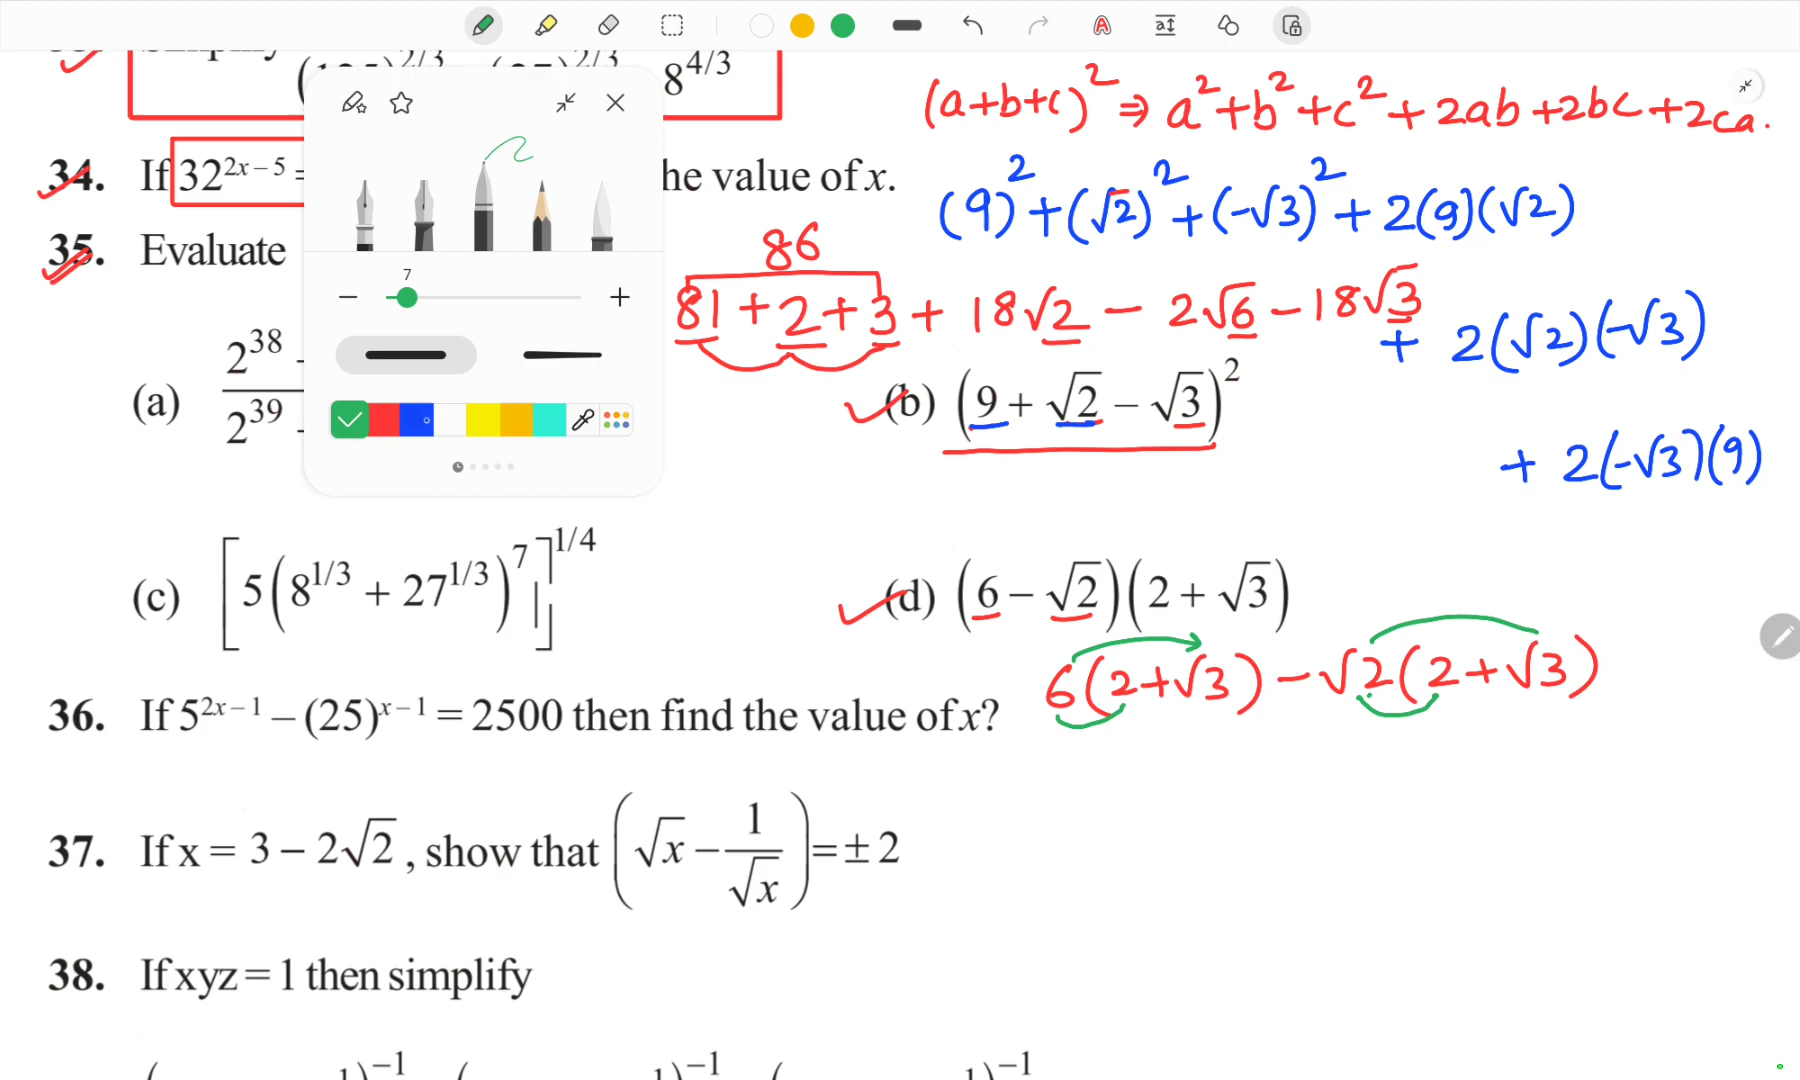 8^{4/3}
(a+b+c)² ⇒ a²+b²+c²+2ab+2bc+2ca.
34. If 32^{2x−5} = he value of x.
(9)²+(√2)²+(-√3)²+2(9)(√2)
35. Evaluate
7
86
81+2+3+18√2−2√6−18√3
+ 2(√2)(-√3)
(a) 2^{38} -
2^{39} -
(b) (9+√2−√3)²
+ 2(-√3)(9)
(c) [5(8^{1/3}+27^{1/3})^7]^{1/4}
(d) (6−√2)(2+√3)
6(2+√3)−√2(2+√3)
36. If 5^{2x−1} – (25)^{x−1} = 2500 then find the value of x?
37. If x = 3 – 2√2, show that (√x − 1/√x) = ± 2
38. If xyz = 1 then simplify